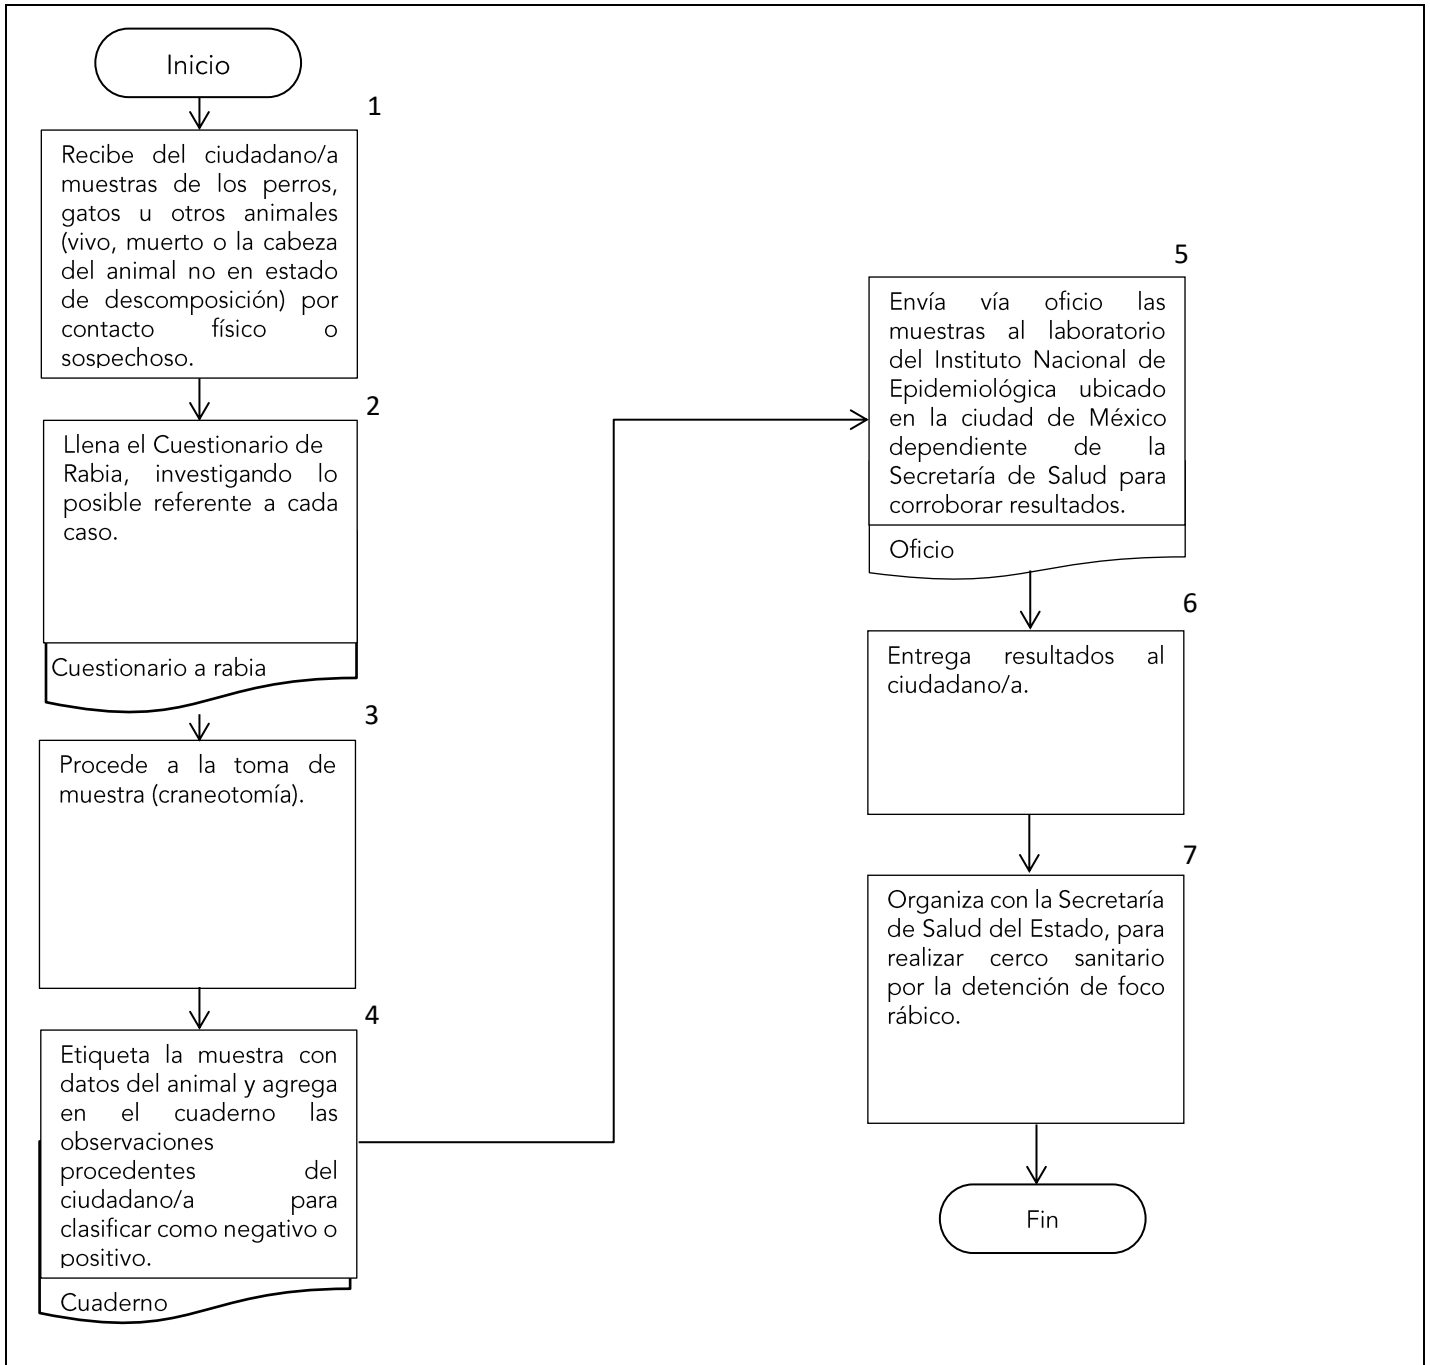 Inicio
1
Recibe del ciudadano/a
muestras de los perros,
gatos u otros animales
(vivo, muerto o la cabeza
del animal no en estado
de descomposición) por
contacto físico o
sospechoso.
2
Llena el Cuestionario de
Rabia, investigando lo
posible referente a cada
caso.
Cuestionario a rabia
3
Procede a la toma de
muestra (craneotomía).
4
Etiqueta la muestra con
datos del animal y agrega
en el cuaderno las
observaciones
procedentes del
ciudadano/a para
clasificar como negativo o
positivo.
Cuaderno
5
Envía vía oficio las
muestras al laboratorio
del Instituto Nacional de
Epidemiológica ubicado
en la ciudad de México
dependiente de la
Secretaría de Salud para
corroborar resultados.
Oficio
6
Entrega resultados al
ciudadano/a.
7
Organiza con la Secretaría
de Salud del Estado, para
realizar cerco sanitario
por la detención de foco
rábico.
Fin